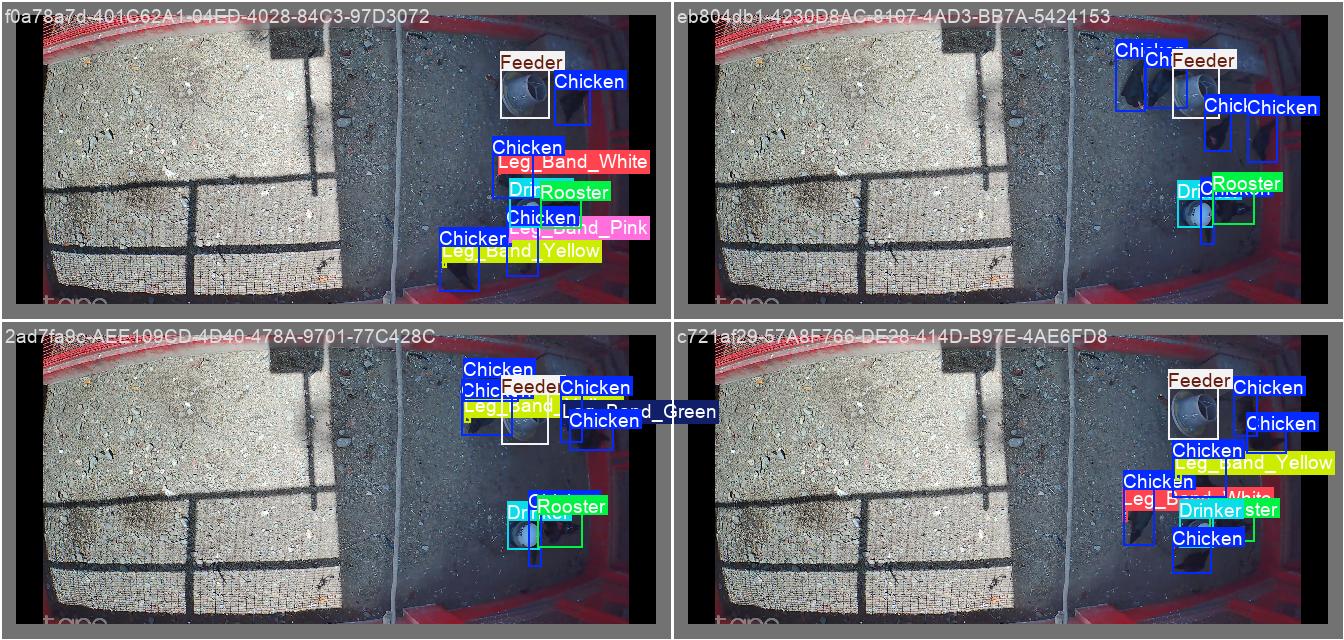 f0a78a7d-401C62A1-04ED-4028-84C3-97D3072
Feeder
Chicken
Chicken
Leg_Band_White
Rooster
Chicken
Leg_Band_Pink
Chicken
Leg_Band_Yellow
eb804db1-4230D8AC-8107-4AD3-BB7A-5424153
Chicken
Feeder
Chicken
Rooster
2ad7fa9c-AEE109CD-4D40-478A-9701-77C428C
Chicken
Feeder
Chicken
Leg_Band_Green
Chicken
Rooster
c721af29-57A8F766-DE28-414D-B97E-4AE6FD8
Feeder
Chicken
Chicken
Chicken
Leg_Band_Yellow
Chicken
Drinker
Chicken